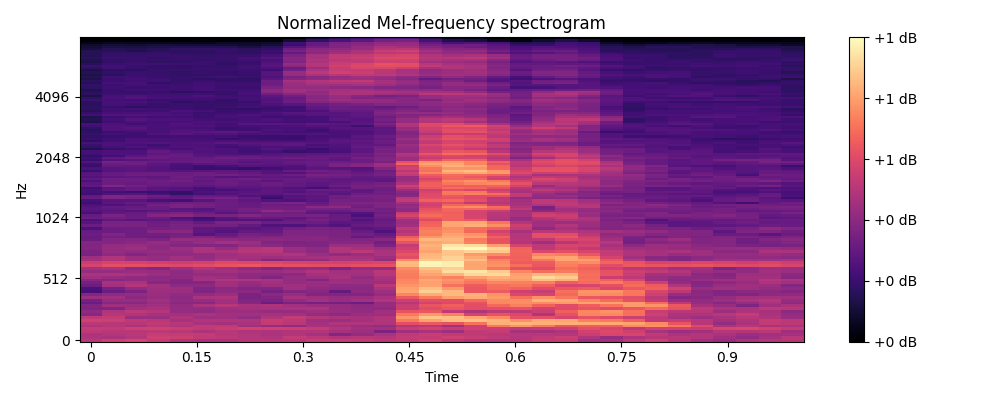 Normalized Mel-frequency spectrogram
Hz
4096
2048
1024
512
0
0 0.15 0.3 0.45 0.6 0.75 0.9
Time
+1 dB
+1 dB
+1 dB
+0 dB
+0 dB
+0 dB